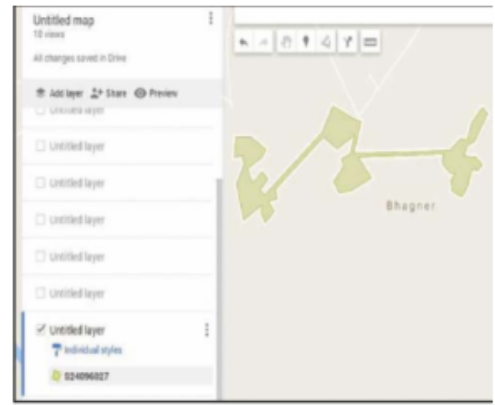 Untitled map
10 views
All changes saved in Drive
Add layer Share Preview
Untitled layer
Untitled layer
Untitled layer
Untitled layer
Untitled layer
Untitled layer
Untitled layer
Individual styles
S24096027
Bhagner